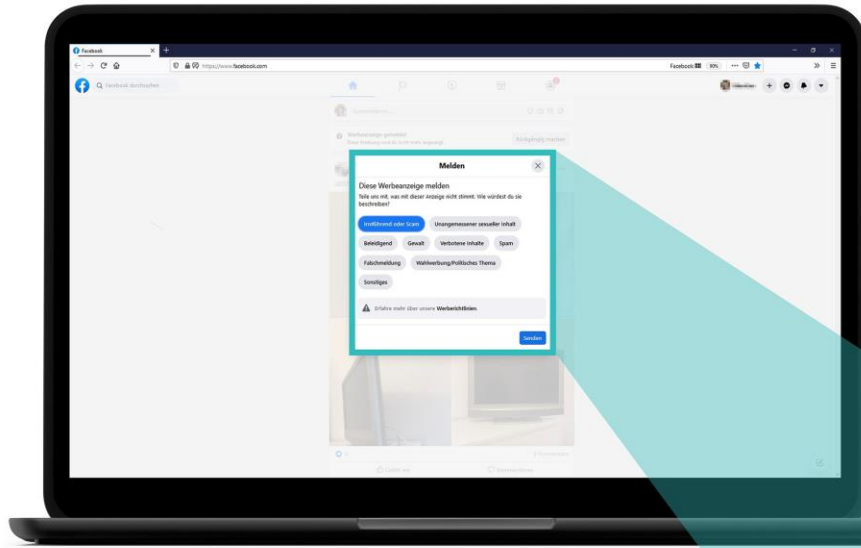 Facebook
https://www.facebook.com
Facebook
90%
Facebook durchsuchen
Werbeanzeige gemeldet
Rückgängig machen
Melden
Diese Werbeanzeige melden
Teile uns mit, was mit dieser Anzeige nicht stimmt. Wie würdest du sie
beschreiben?
Irreführend oder Scam Unangemessener sexueller Inhalt
Beleidigend Gewalt Verbotene Inhalte Spam
Falschmeldung Wahlwerbung/Politisches Thema
Sonstiges
Erfahre mehr über unsere Werberichtlinien.
Senden
Gefällt mir Kommentieren